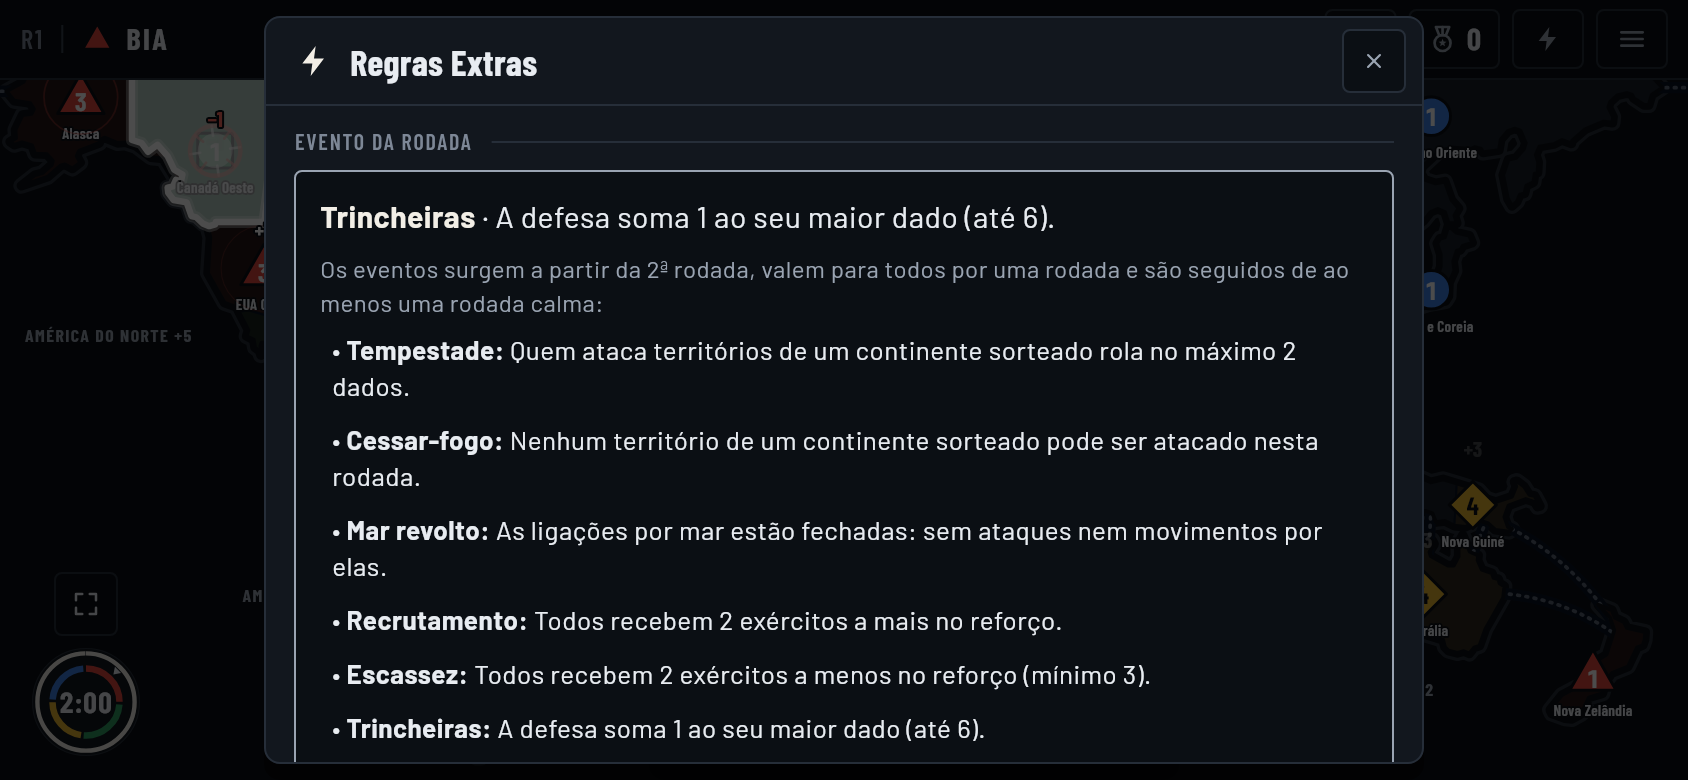 R1
BIA
0
Regras Extras
EVENTO DA RODADA
Trincheiras · A defesa soma 1 ao seu maior dado (até 6).
Os eventos surgem a partir da 2ª rodada, valem para todos por uma rodada e são seguidos de ao
menos uma rodada calma:
• Tempestade: Quem ataca territórios de um continente sorteado rola no máximo 2
dados.
• Cessar-fogo: Nenhum território de um continente sorteado pode ser atacado nesta
rodada.
• Mar revolto: As ligações por mar estão fechadas: sem ataques nem movimentos por
elas.
• Recrutamento: Todos recebem 2 exércitos a mais no reforço.
• Escassez: Todos recebem 2 exércitos a menos no reforço (mínimo 3).
• Trincheiras: A defesa soma 1 ao seu maior dado (até 6).
3
Alasca
-1
1
Canadá Oeste
3
EUA
AMÉRICA DO NORTE +5
AM
2:00
1
Oriente
1
e Coreia
+3
4
3
Nova Guiné
4
rália
2
1
Nova Zelândia